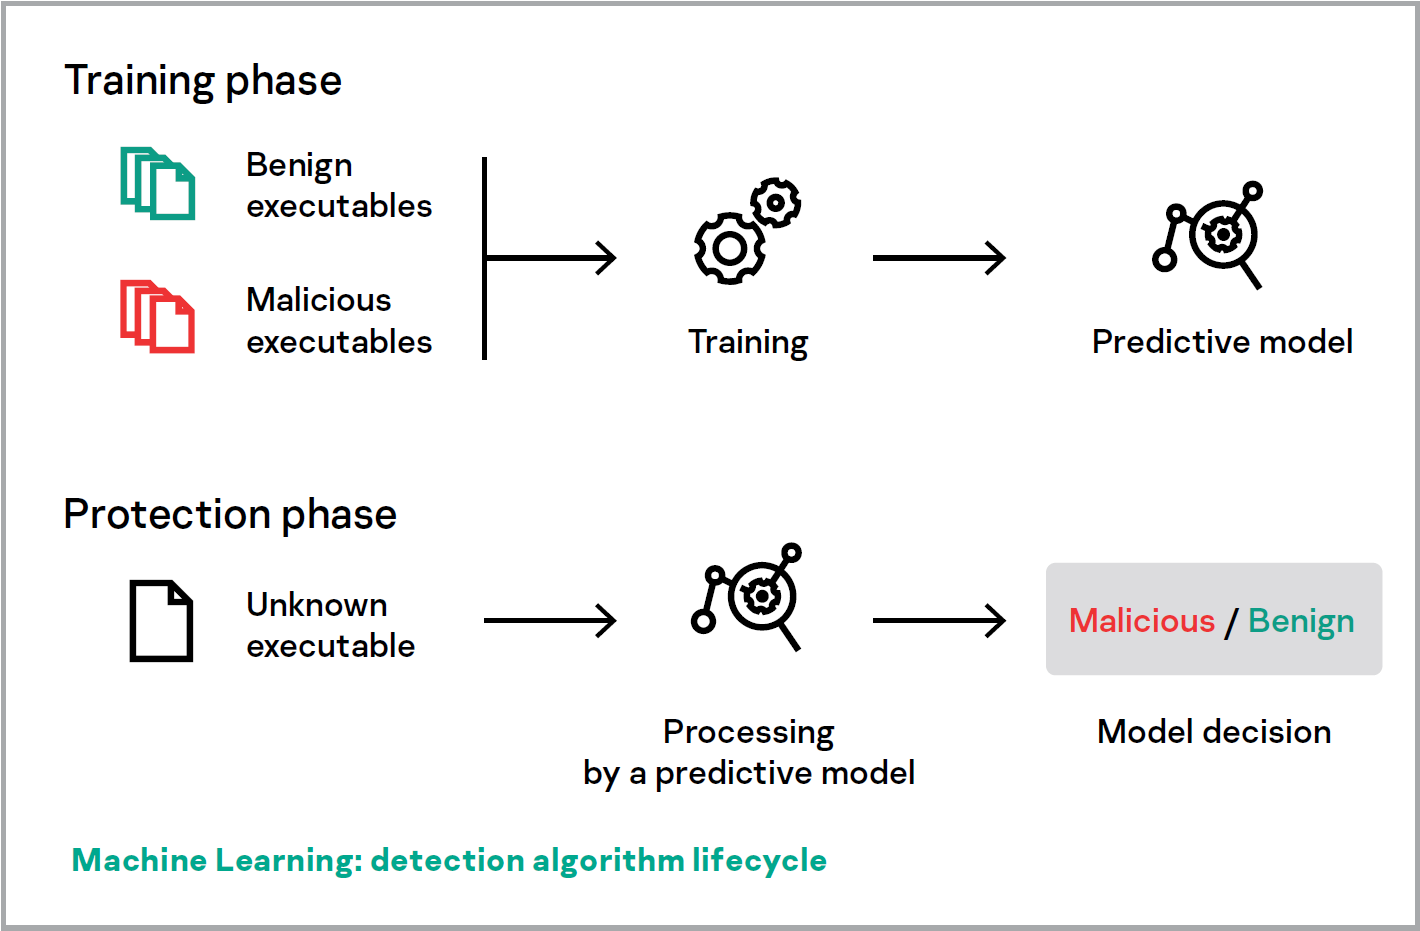 Training phase
Benign
executables
Malicious
executables
Training
Predictive model
Protection phase
Unknown
executable
Processing
by a predictive model
Malicious / Benign
Model decision
Machine Learning: detection algorithm lifecycle